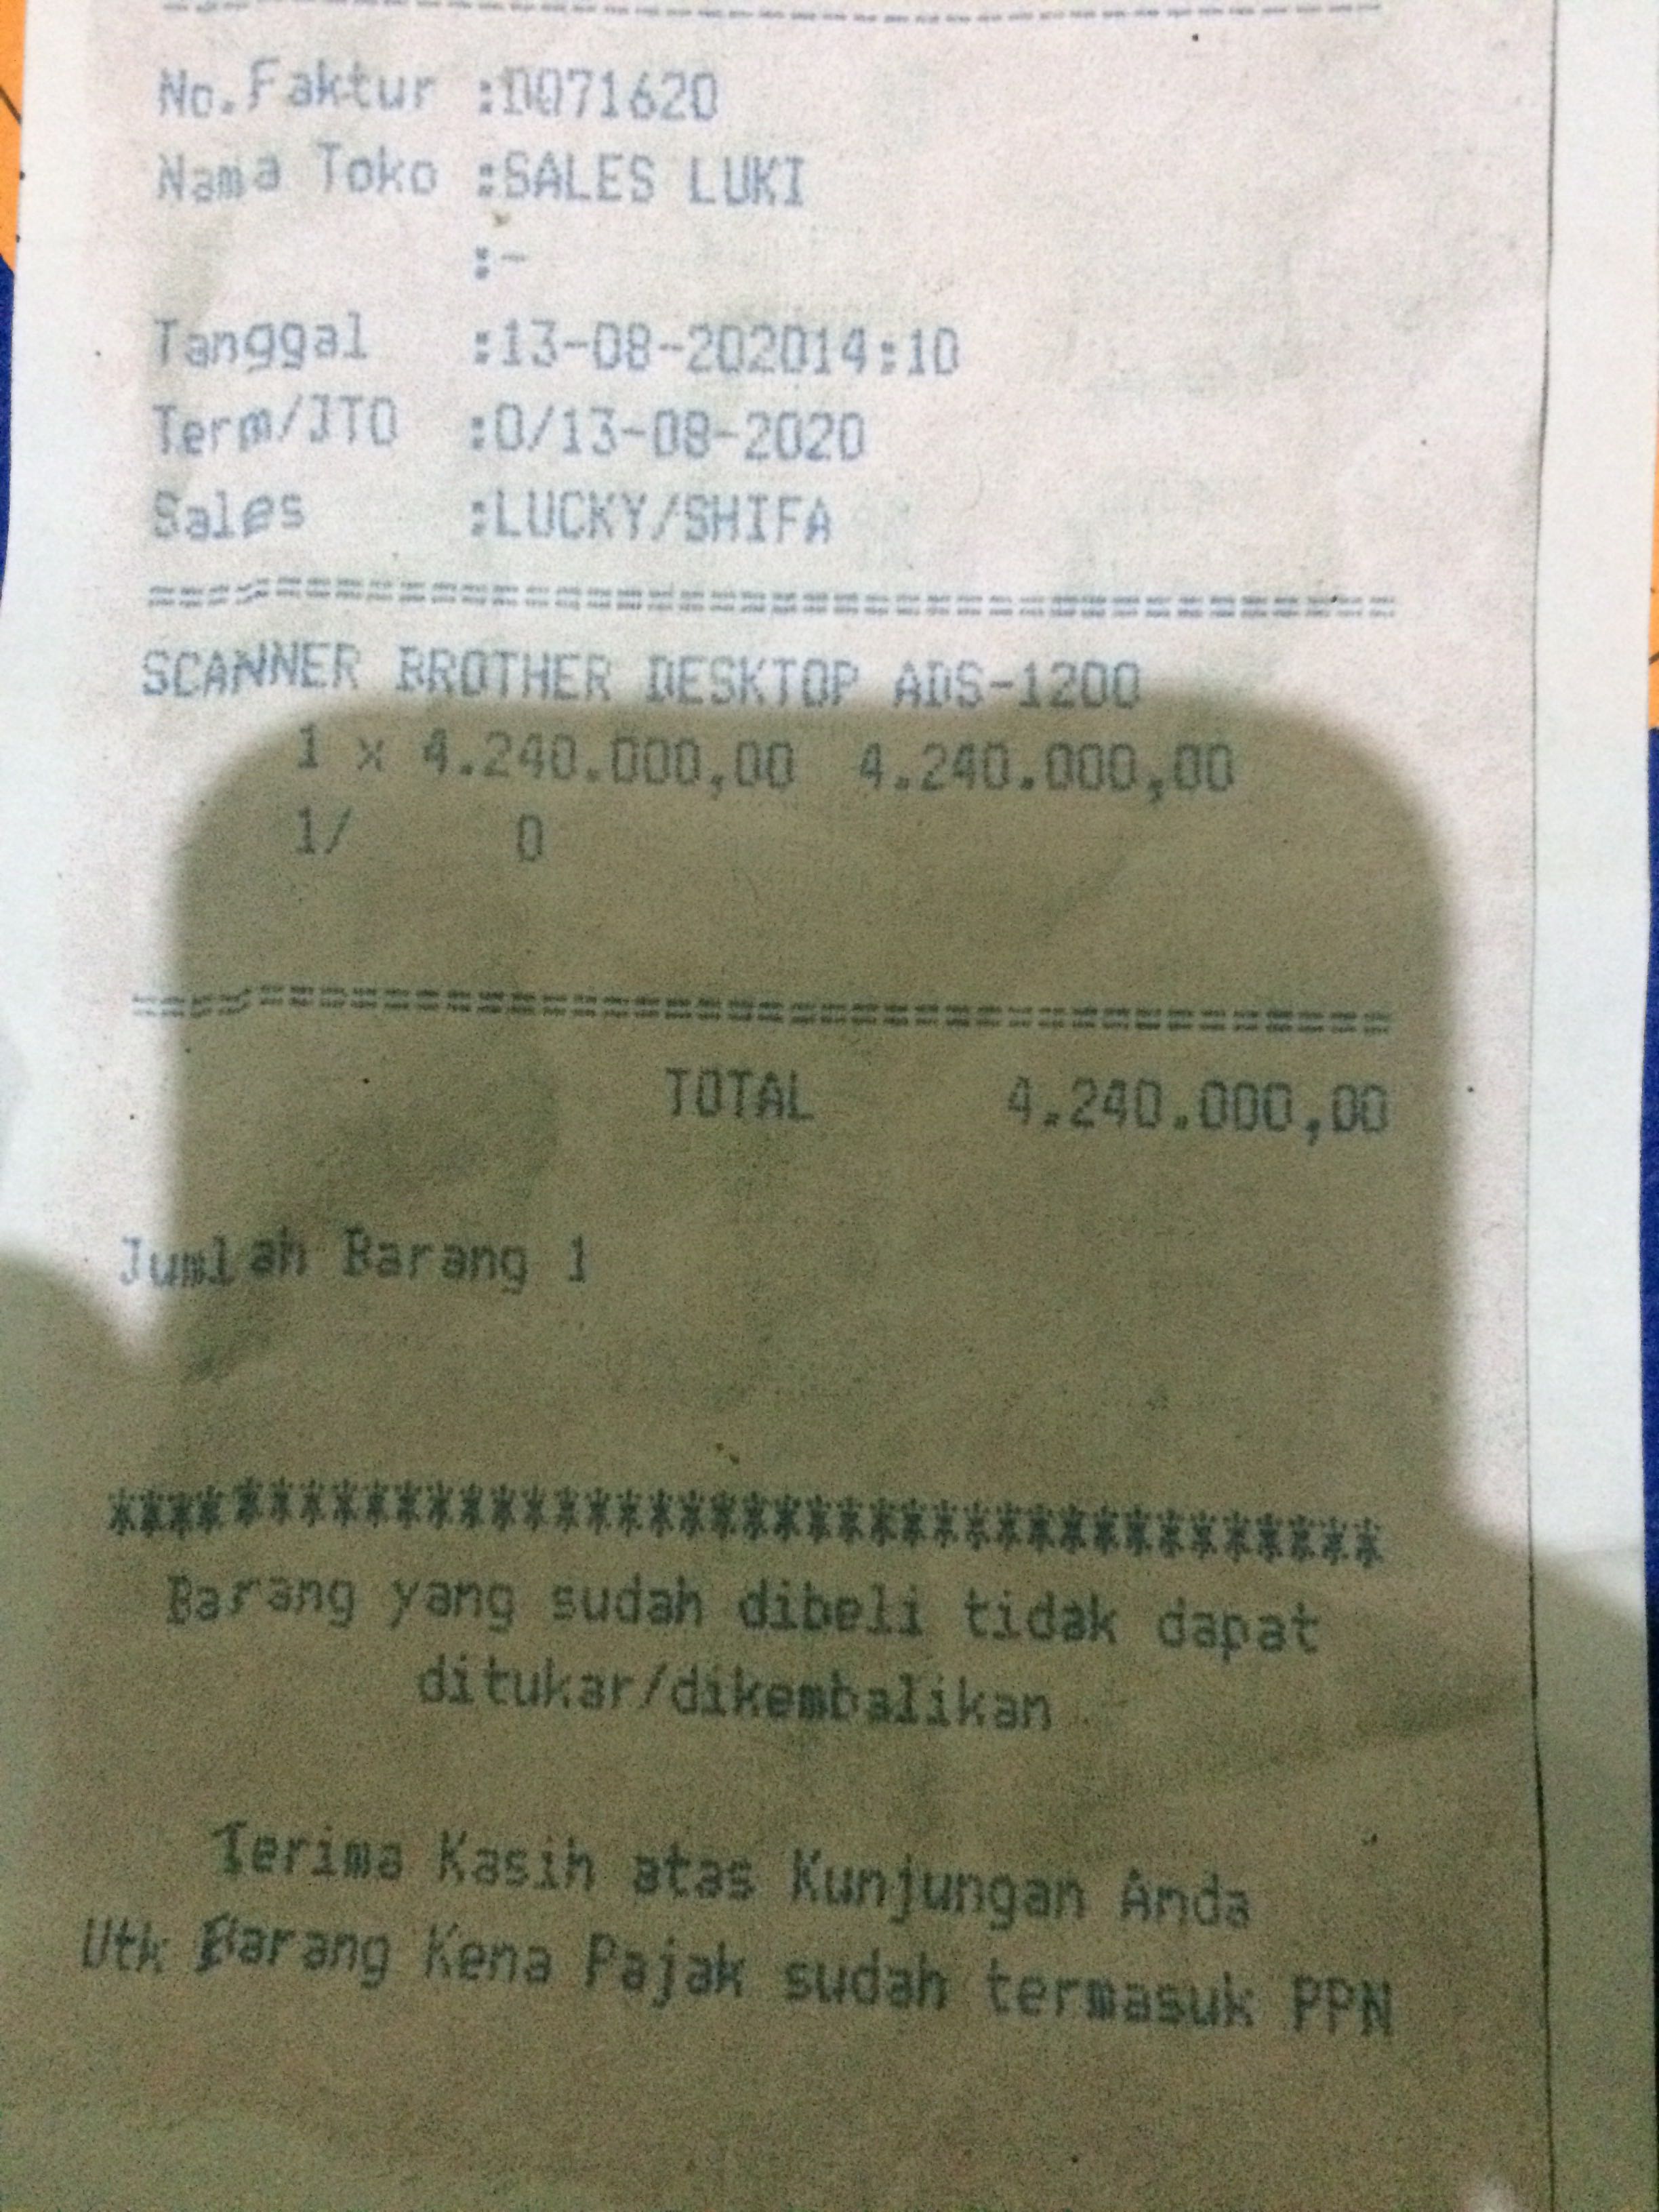 No.Faktur :DQ71620
Nama Toko :SALES LUKI
:-
Tanggal :13-08-202014:10
Term/JTO :0/13-08-2020
Sales :LUCKY/SHIFA
=========================================
SCANNER BROTHER DESKTOP ADS-1200
1 x 4.240.000,00 4.240.000,00
1/ 0
=========================================
TOTAL 4.240.000,00
Jumlah Barang 1
****************************************
Barang yang sudah dibeli tidak dapat
ditukar/dikembalikan
Terima Kasih atas Kunjungan Anda
Utk Barang Kena Pajak sudah termasuk PPN